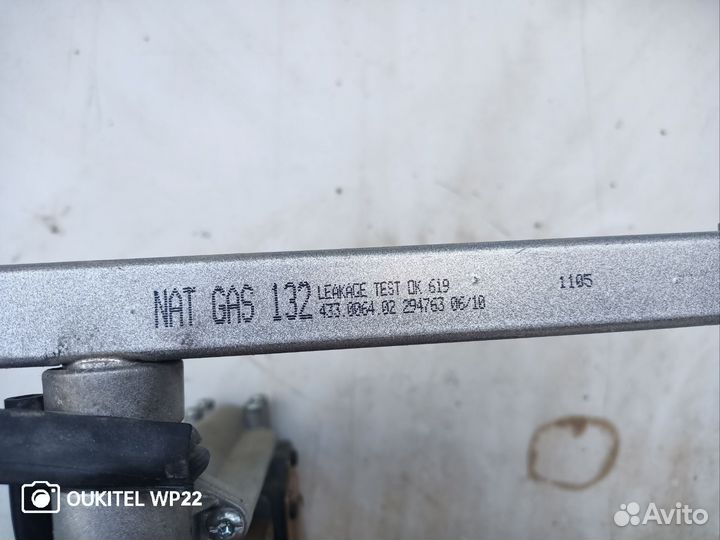 NAT GAS 132
LEAKAGE TEST OK 619
433.0064.02 294763 06/10
1105
OUKITEL WP22
Avito